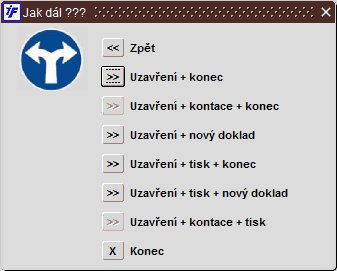 iF Jak dál ???
<< Zpět
>> Uzavření + konec
>> Uzavření + kontace + konec
>> Uzavření + nový doklad
>> Uzavření + tisk + konec
>> Uzavření + tisk + nový doklad
>> Uzavření + kontace + tisk
X Konec